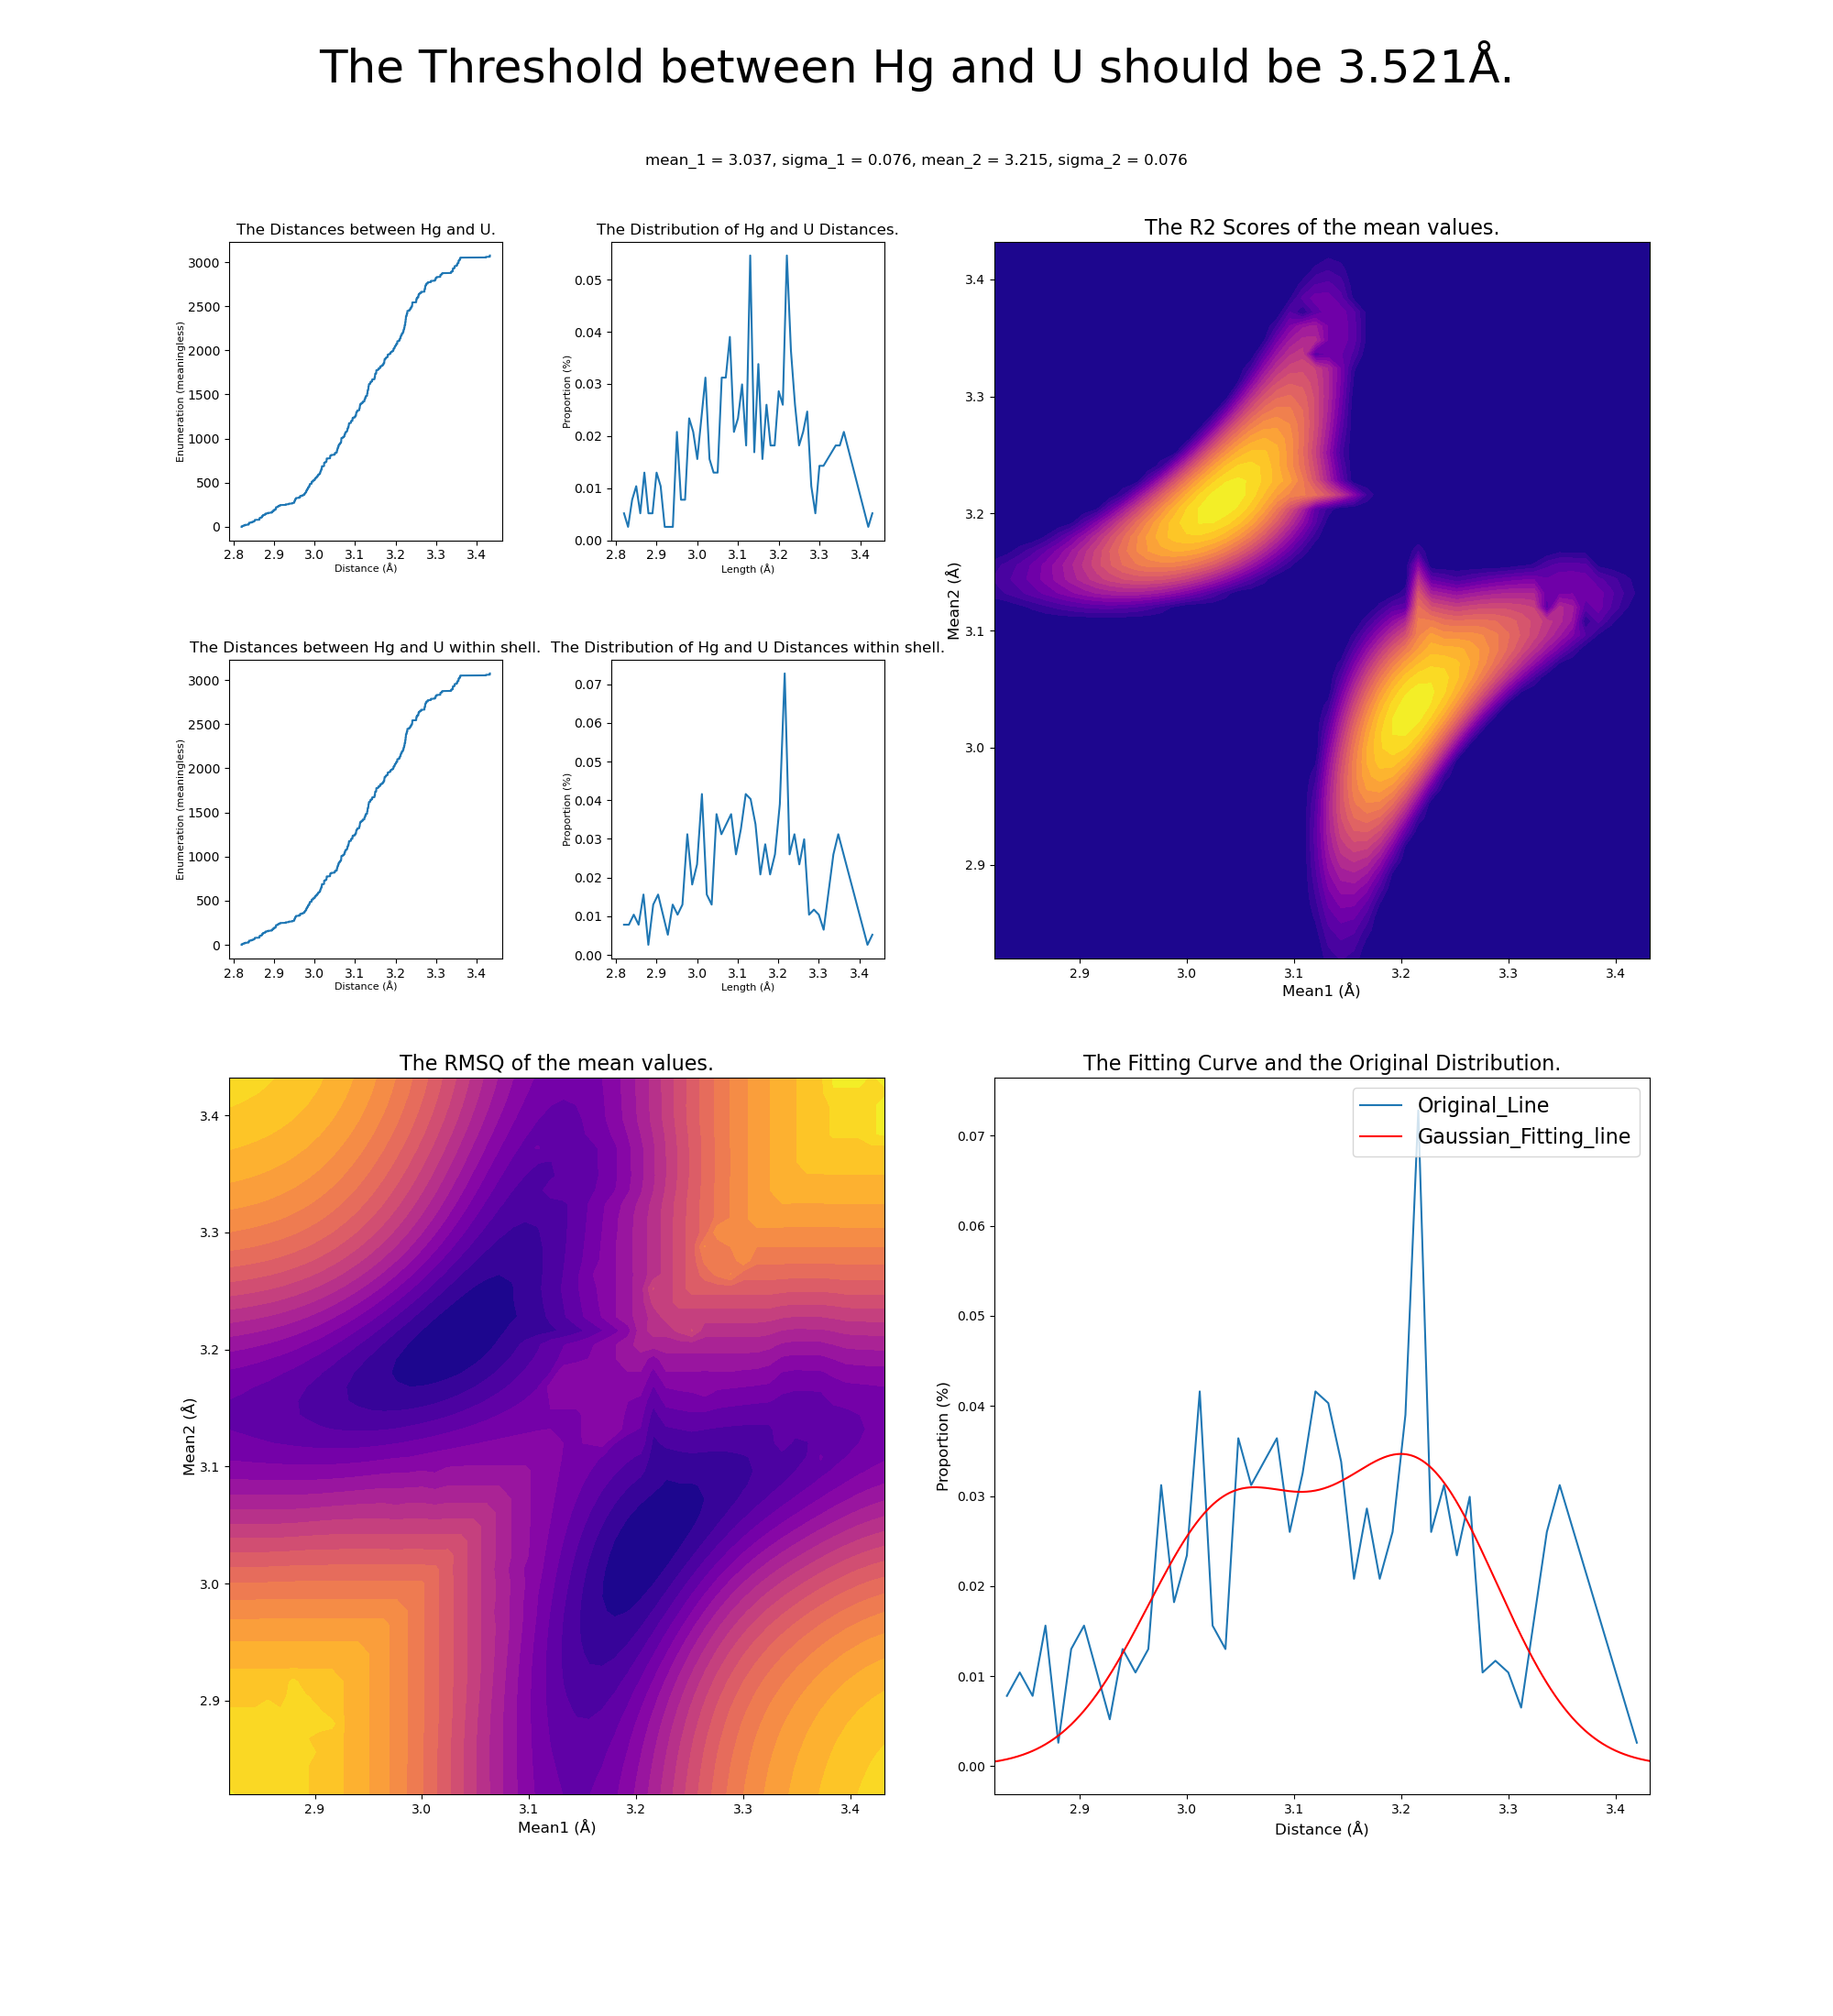 The Threshold between Hg and U should be 3.521Å.
mean_1 = 3.037, sigma_1 = 0.076, mean_2 = 3.215, sigma_2 = 0.076
The Distances between Hg and U.
3000
2500
2000
1500
1000
500
0
Enumeration (meaningless)
2.8 2.9 3.0 3.1 3.2 3.3 3.4
Distance (Å)
The Distribution of Hg and U Distances.
0.05
0.04
0.03
0.02
0.01
0.00
Proportion (%)
2.8 2.9 3.0 3.1 3.2 3.3 3.4
Length (Å)
The R2 Scores of the mean values.
3.4
3.3
3.2
3.1
3.0
2.9
Mean2 (Å)
2.9 3.0 3.1 3.2 3.3 3.4
Mean1 (Å)
The Distances between Hg and U within shell.
3000
2500
2000
1500
1000
500
0
Enumeration (meaningless)
2.8 2.9 3.0 3.1 3.2 3.3 3.4
Distance (Å)
The Distribution of Hg and U Distances within shell.
0.07
0.06
0.05
0.04
0.03
0.02
0.01
0.00
Proportion (%)
2.8 2.9 3.0 3.1 3.2 3.3 3.4
Length (Å)
The RMSQ of the mean values.
3.4
3.3
3.2
3.1
3.0
2.9
Mean2 (Å)
2.9 3.0 3.1 3.2 3.3 3.4
Mean1 (Å)
The Fitting Curve and the Original Distribution.
Original_Line
Gaussian_Fitting_line
0.07
0.06
0.05
0.04
0.03
0.02
0.01
0.00
Proportion (%)
2.9 3.0 3.1 3.2 3.3 3.4
Distance (Å)